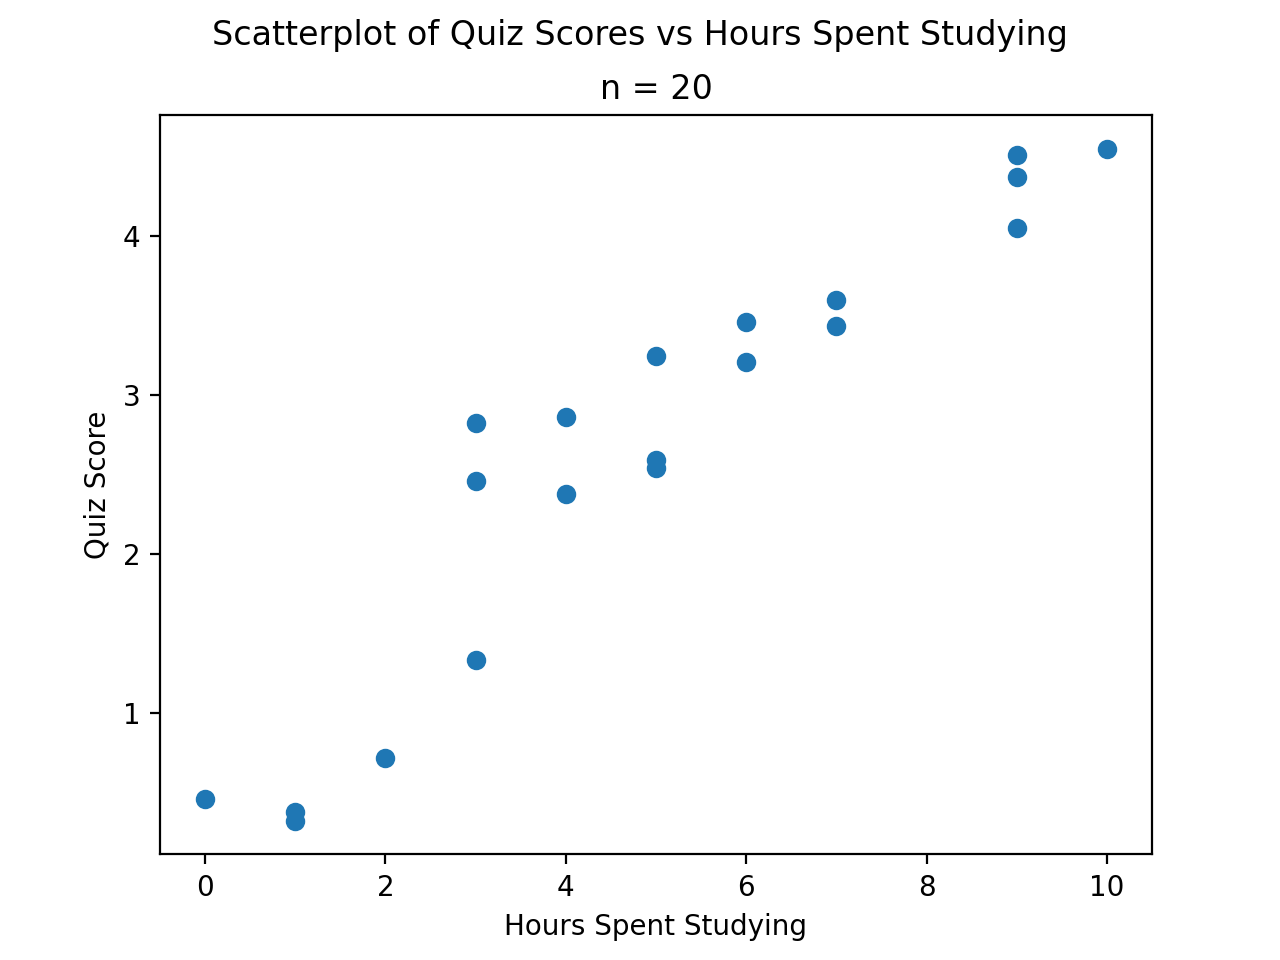 Scatterplot of Quiz Scores vs Hours Spent Studying
n = 20
4
3
2
1
Quiz Score
0 2 4 6 8 10
Hours Spent Studying